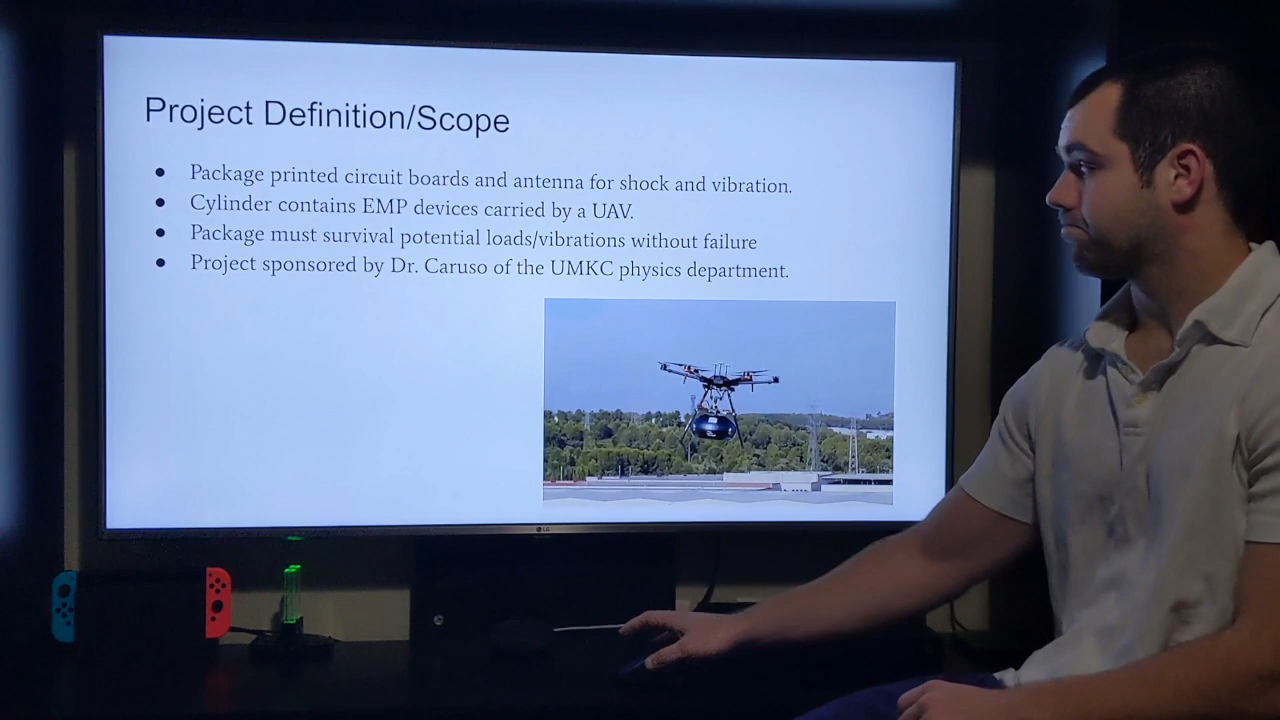 Project Definition/Scope
● Package printed circuit boards and antenna for shock and vibration.
● Cylinder contains EMP devices carried by a UAV.
● Package must survival potential loads/vibrations without failure
● Project sponsored by Dr. Caruso of the UMKC physics department.
LG